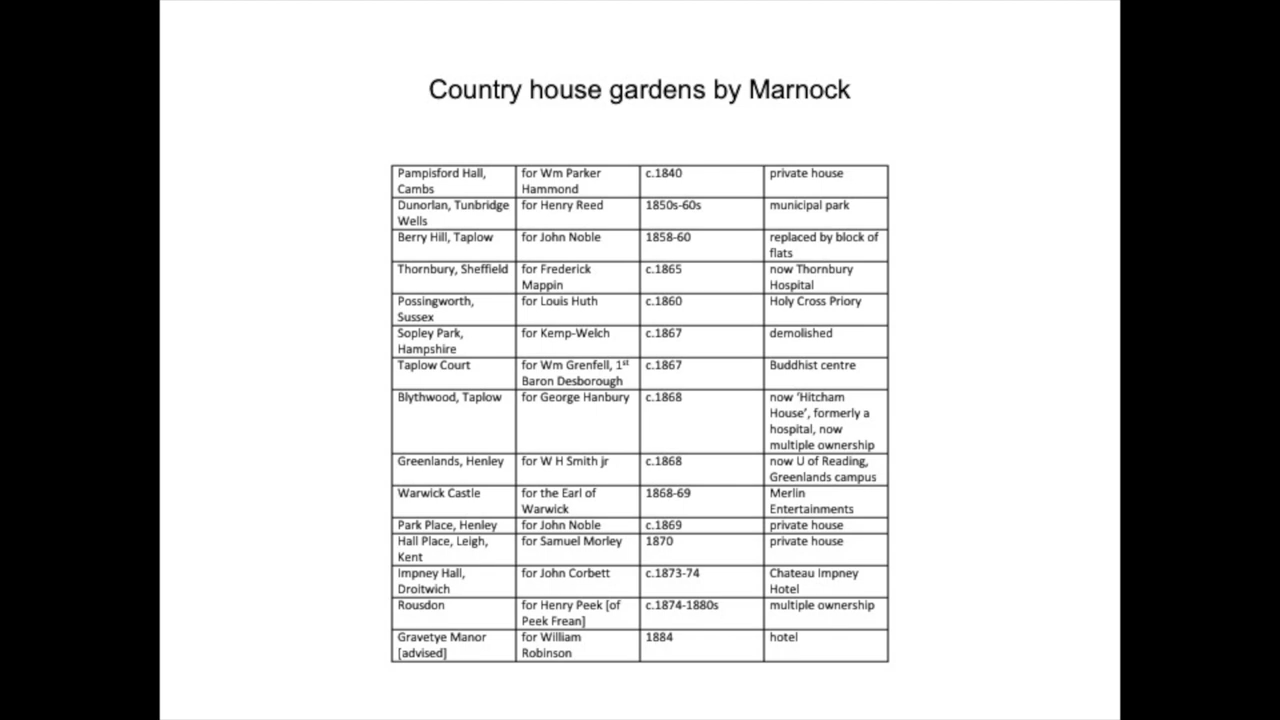 Country house gardens by Marnock
Pampisford Hall, for Wm Parker c.1840 private house
Cambs Hammond
Dunorlan, Tunbridge for Henry Reed 1850s-60s municipal park
Wells
Berry Hill, Taplow for John Noble 1858-60 replaced by block of
flats
Thornbury, Sheffield for Frederick c.1865 now Thornbury
Mappin Hospital
Possingworth, for Louis Huth c.1860 Holy Cross Priory
Sussex
Sopley Park, for Kemp-Welch c.1867 demolished
Hampshire
Taplow Court for Wm Grenfell, 1st c.1867 Buddhist centre
Baron Desborough
Blythwood, Taplow for George Hanbury c.1868 now ‘Hitcham
House’, formerly a
hospital, now
multiple ownership
Greenlands, Henley for W H Smith jr c.1868 now U of Reading,
Greenlands campus
Warwick Castle for the Earl of 1868-69 Merlin
Warwick Entertainments
Park Place, Henley for John Noble c.1869 private house
Hall Place, Leigh, for Samuel Morley 1870 private house
Kent
Impney Hall, for John Corbett c.1873-74 Chateau Impney
Droitwich Hotel
Rousdon for Henry Peek [of c.1874-1880s multiple ownership
Peek Frean]
Gravetye Manor for William 1884 hotel
[advised] Robinson